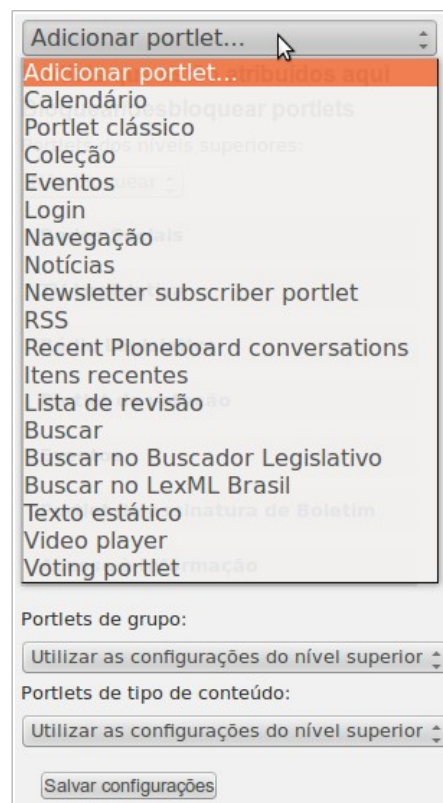 Adicionar portlet...
Adicionar portlet...
Calendário
Portlet clássico
Coleção
Eventos
Login
Navegação
Notícias
Newsletter subscriber portlet
RSS
Recent Ploneboard conversations
Itens recentes
Lista de revisão
Buscar
Buscar no Buscador Legislativo
Buscar no LexML Brasil
Texto estático
Video player
Voting portlet
Portlets de grupo:
Utilizar as configurações do nível superior
Portlets de tipo de conteúdo:
Utilizar as configurações do nível superior
Salvar configurações